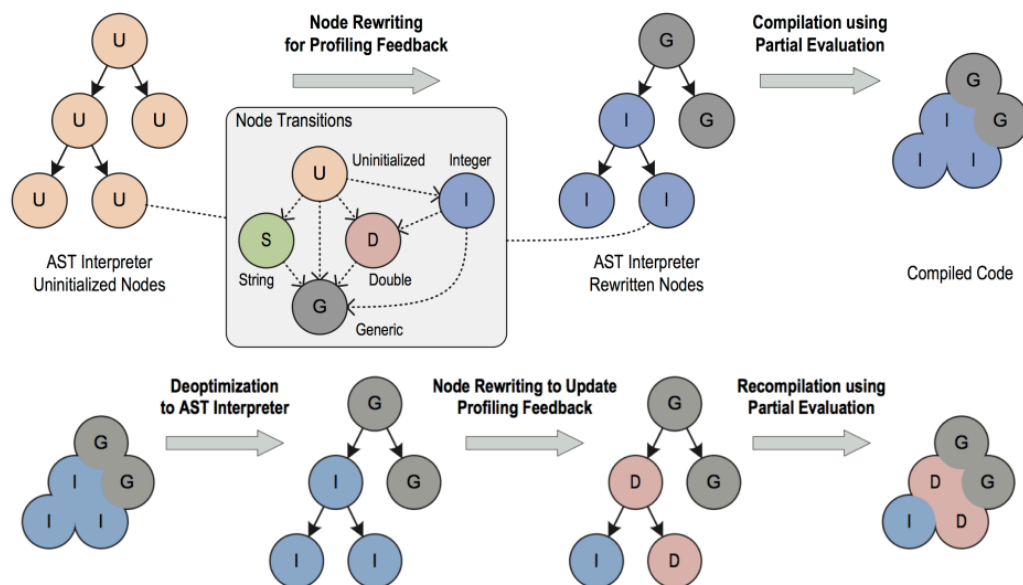 Node Rewriting
for Profiling Feedback
Compilation using
Partial Evaluation
U
U
U
U
U
AST Interpreter
Uninitialized Nodes
Node Transitions
Uninitialized
Integer
U
I
S
D
String
Double
G
Generic
G
I
G
I
I
AST Interpreter
Rewritten Nodes
G
I
G
I
I
Compiled Code
Deoptimization
to AST Interpreter
Node Rewriting to Update
Profiling Feedback
Recompilation using
Partial Evaluation
G
I
G
I
I
G
I
G
I
I
G
D
G
I
D
G
D
G
I
D